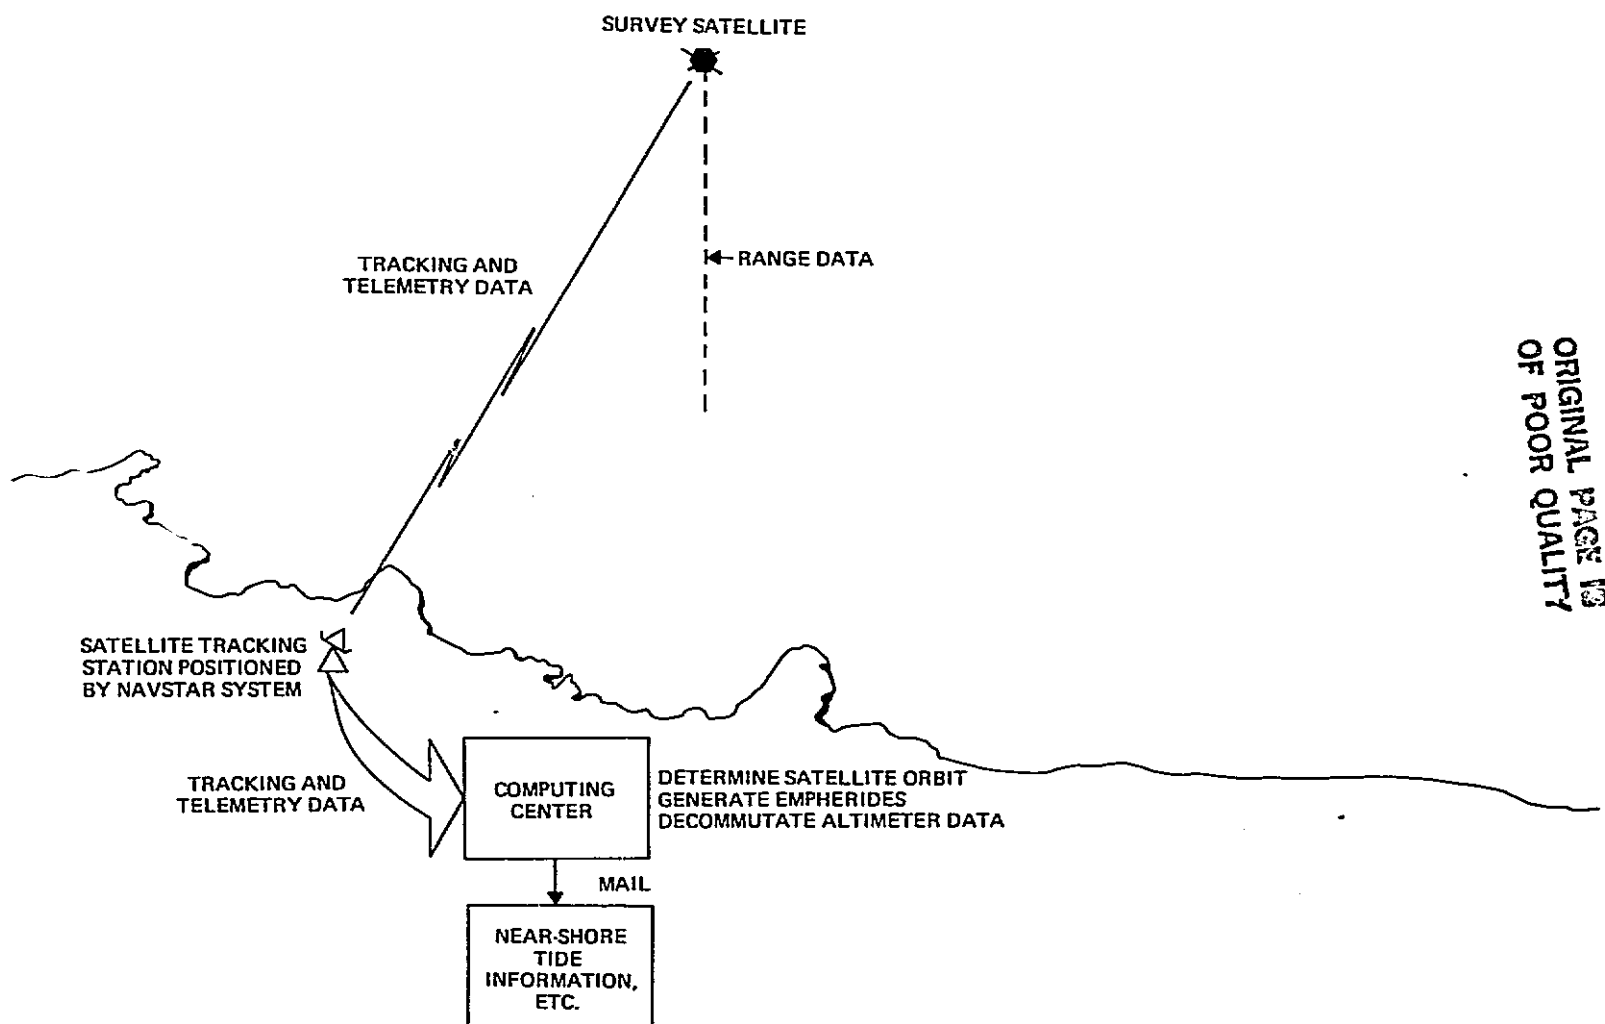 SURVEY SATELLITE
TRACKING AND
TELEMETRY DATA
RANGE DATA
ORIGINAL PAGE IS
OF POOR QUALITY
SATELLITE TRACKING
STATION POSITIONED
BY NAVSTAR SYSTEM
TRACKING AND
TELEMETRY DATA
COMPUTING
CENTER
DETERMINE SATELLITE ORBIT
GENERATE EMPHERIDES
DECOMMUTATE ALTIMETER DATA
MAIL
NEAR-SHORE
TIDE
INFORMATION,
ETC.